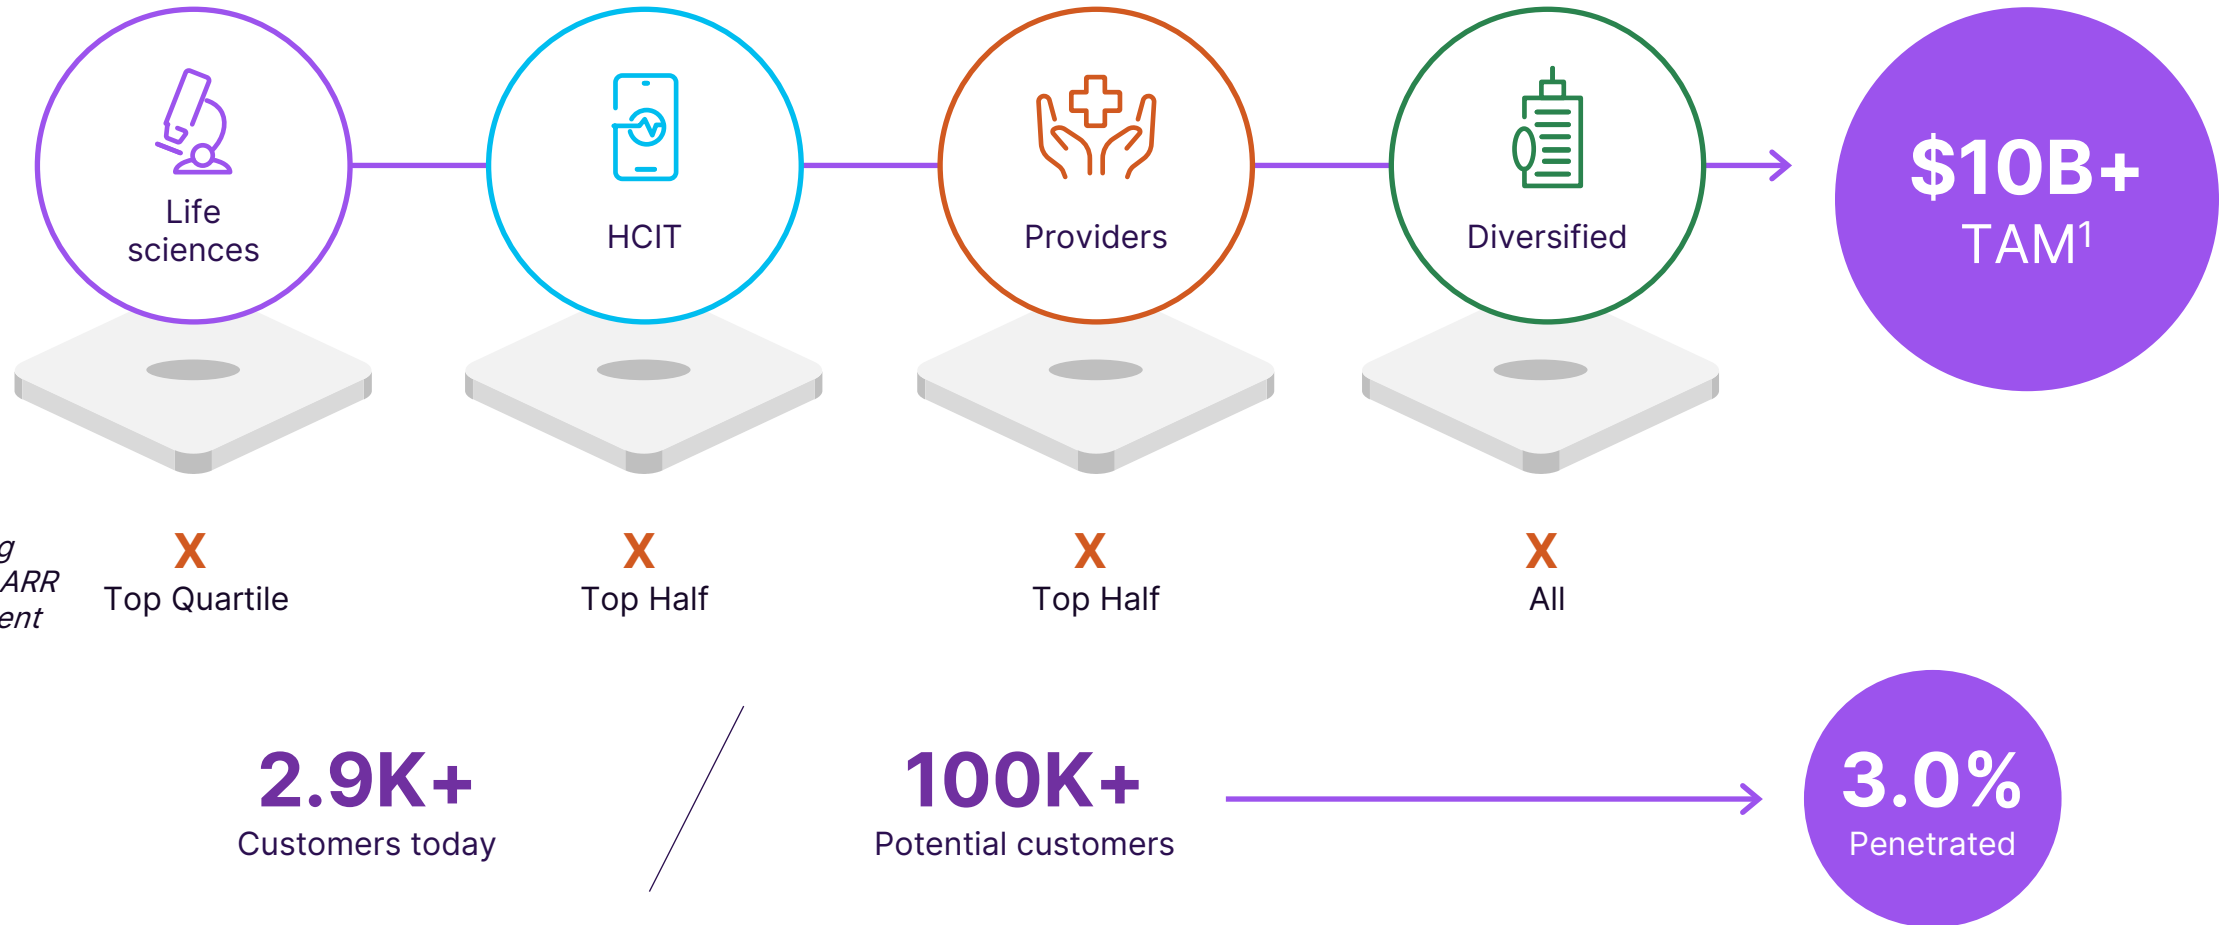 Life
sciences
HCIT
Providers
Diversified
$10B+
TAM¹
g
ARR
ent
X
Top Quartile
X
Top Half
X
Top Half
X
All
2.9K+
Customers today
100K+
Potential customers
3.0%
Penetrated